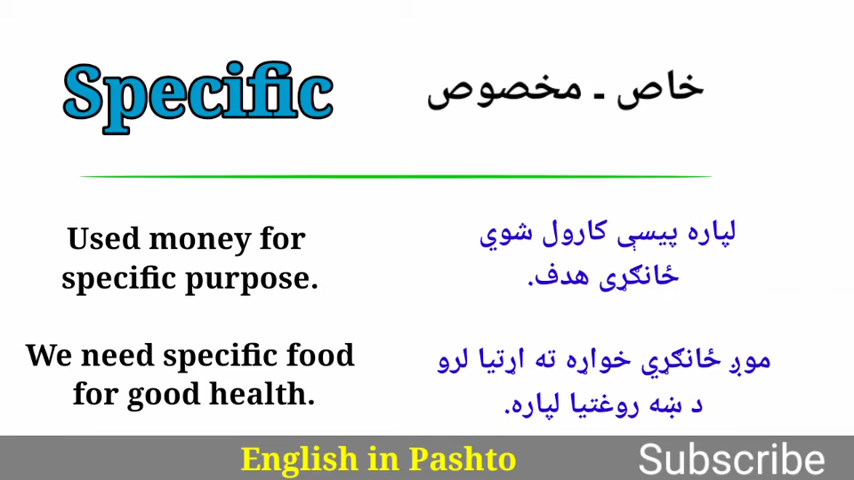 Specific
خاص ـ مخصوص
Used money for
specific purpose.
لپاره پیسې کارول شوي
ځانګړی هدف.
We need specific food
for good health.
موږ ځانګړي خواړه ته اړتیا لرو
د ښه روغتیا لپاره.
English in Pashto
Subscribe